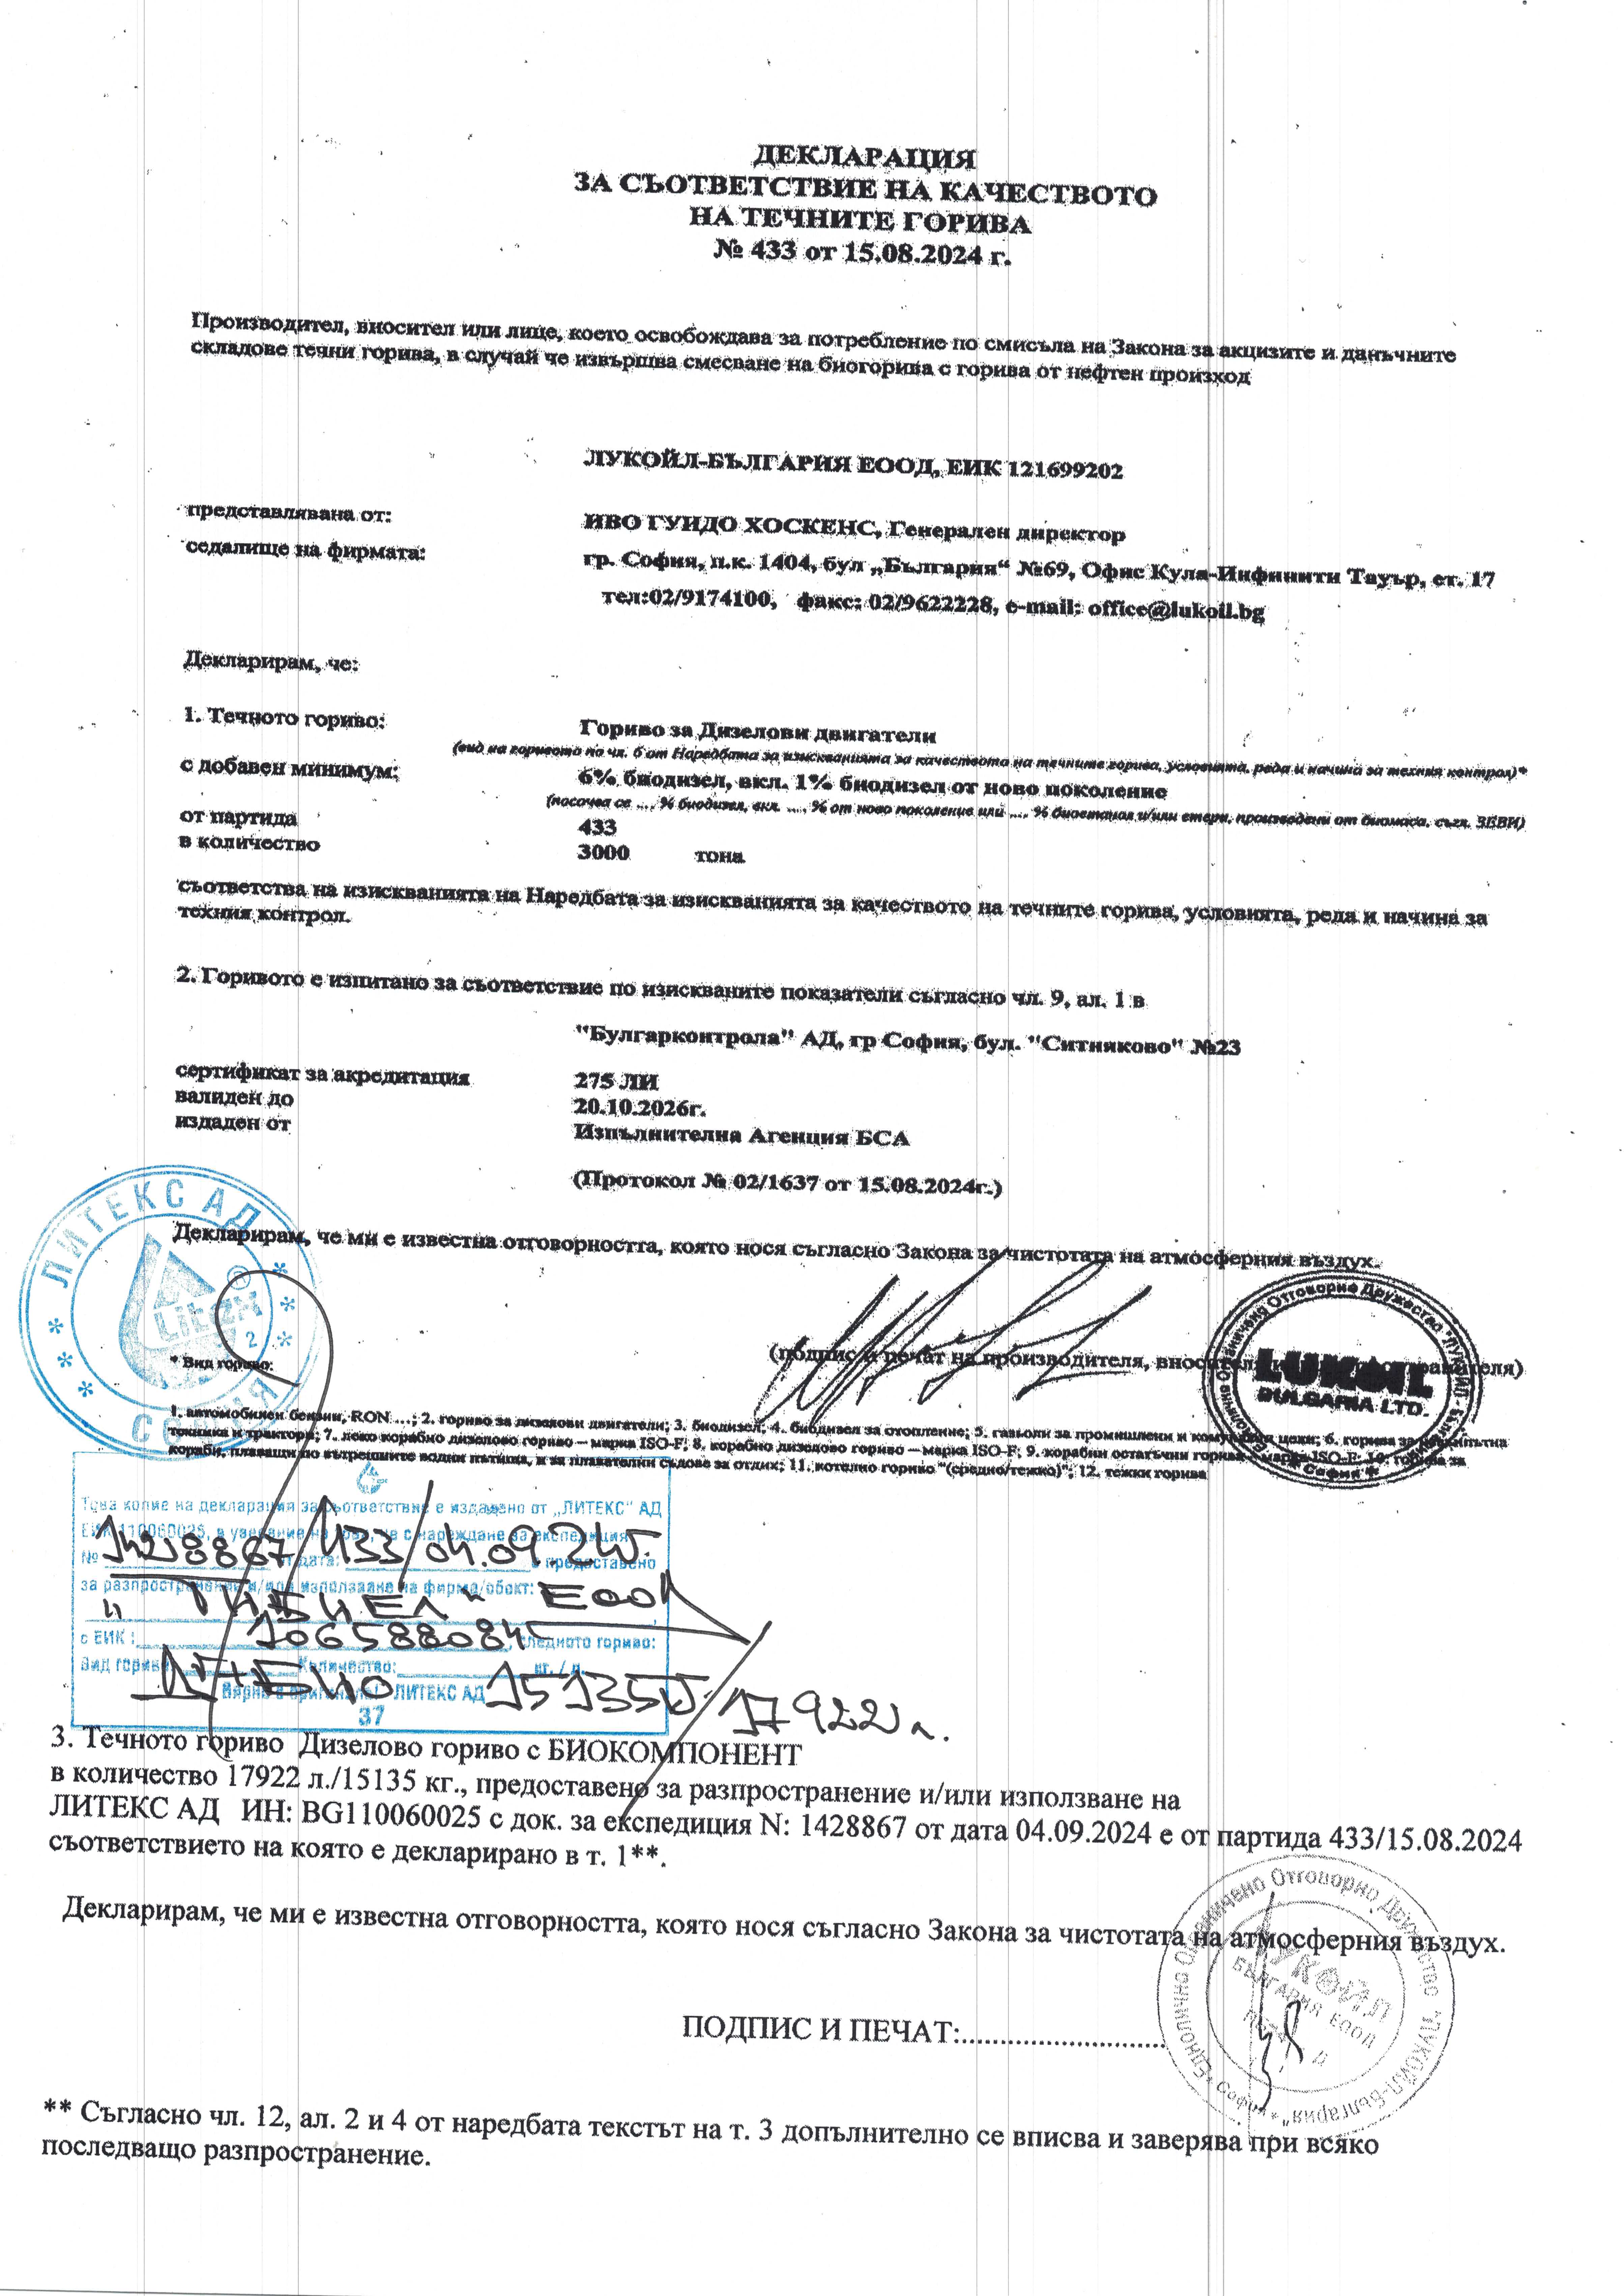 ДЕКЛАРАЦИЯ
ЗА СЪОТВЕТСТВИЕ НА КАЧЕСТВОТО
НА ТЕЧНИТЕ ГОРИВА
№ 433 от 15.08.2024 г.
Производител, вносител или лице, което освобождава за потребление по смисъла на Закона за акцизите и данъчните
складове течни горива, в случай че извършва смесване на биогорива с горива от нефтен произход
ЛУКОЙЛ-БЪЛГАРИЯ ЕООД, ЕИК 121699202
представлявана от: ИВО ГУИДО ХОСКЕНС, Генерален директор
седалище на фирмата: гр. София, п.к. 1404, бул „България“ №69, Офис Кула-Инфинити Тауър, ет. 17
тел:02/9174100, факс: 02/9622228, e-mail: office@lukoil.bg
Декларирам, че:
1. Течното гориво: Гориво за Дизелови двигатели
(вид на горивото по чл. 6 от Наредбата за изискванията за качеството на течните горива, условията, реда и начина за техния контрол)*
с добавен минимум: 6% биодизел, вкл. 1% биодизел от ново поколение
(посочва се ..., % биодизел, вкл. ..., % от ново поколение или ..., % биоетанол и/или етери, произведени от биомаса, съгл. ЗЕВИ)
от партида 433
в количество 3000 тона
съответства на изискванията на Наредбата за изискванията за качеството на течните горива, условията, реда и начина за
техния контрол.
2. Горивото е изпитано за съответствие по изискваните показатели съгласно чл. 9, ал. 1 в
"Булгарконтрола" АД, гр София, бул. "Ситняково" №23
сертификат за акредитация 275 ЛИ
валиден до 20.10.2026г.
издаден от Изпълнителна Агенция БСА
(Протокол № 02/1637 от 15.08.2024г.)
ЛИТЕКС АД
Litex ®
2
СОФИЯ
Декларирам, че ми е известна отговорността, която нося съгласно Закона за чистотата на атмосферния въздух.
(подпис и печат на производителя, вносителя
Еднолично Ограничено Отговорно Дружество "ЛУКОЙЛ-България" София
LUKOIL
BULGARIA LTD.
* Вид гориво:
1. автомобилен бензин, RON ...; 2. гориво за дизелови двигатели; 3. биодизел; 4. биодизел за отопление; 5. газьоли за промишлени и комунални цели; 6. горива за извънпътна
техника и трактори; 7. леко корабно дизелово гориво – марка ISO-F; 8. корабно дизелово гориво – марка ISO-F; 9. корабни остатъчни горива – марка ISO-F; 10. горива за
кораби, плаващи по вътрешните водни пътища, и за плавателни съдове за отдих; 11. котелно гориво "(средно/тежко)"; 12. тежки горива
Това копие на декларация за съответствие е издадено от „ЛИТЕКС“ АД
ЕИК 110060025, в уверение на това, че с нареждане за експедиция
№ 1428867/433/04.09.24г. дата: е предоставено
за разпространение и/или използване на фирма/обект:
ЕООД
с ЕИК : 106588084 следното гориво:
Вид гориво: Количество: кг. / л.
Вярно с оригинала! ЛИТЕКС АД 15135 / 17922 л.
37
3. Течното гориво Дизелово гориво с БИОКОМПОНЕНТ
в количество 17922 л./15135 кг., предоставено за разпространение и/или използване на
ЛИТЕКС АД ИН: BG110060025 с док. за експедиция N: 1428867 от дата 04.09.2024 е от партида 433/15.08.2024
съответствието на която е декларирано в т. 1**.
Декларирам, че ми е известна отговорността, която нося съгласно Закона за чистотата на атмосферния въздух.
ПОДПИС И ПЕЧАТ:..........................
Еднолично Ограничено Отговорно Дружество "ЛУКОЙЛ-България" * София *
ЛУКОЙЛ
БЪЛГАРИЯ ЕООД
** Съгласно чл. 12, ал. 2 и 4 от наредбата текстът на т. 3 допълнително се вписва и заверява при всяко
последващо разпространение.